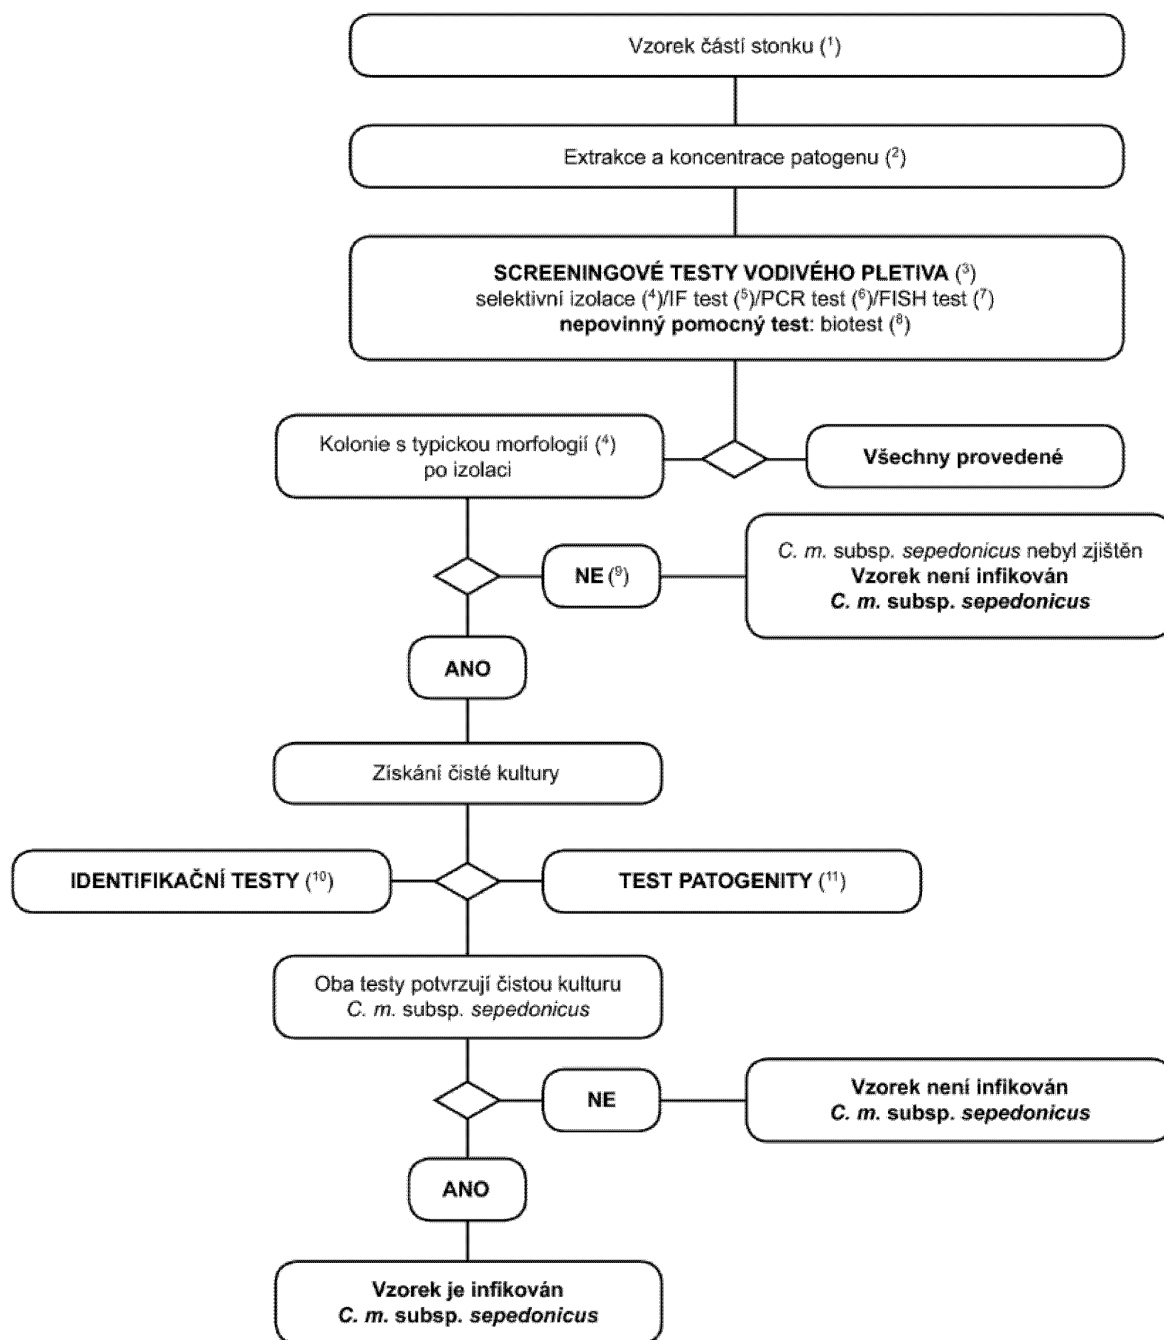 Vzorek částí stonku (¹)
Extrakce a koncentrace patogenu (²)
SCREENINGOVÉ TESTY VODIVÉHO PLETIVA (³)
selektivní izolace (⁴)/IF test (⁵)/PCR test (⁶)/FISH test (⁷)
nepovinný pomocný test: biotest (⁸)
Kolonie s typickou morfologií (⁴)
po izolaci
Všechny provedené
NE (⁹)
C. m. subsp. sepedonicus nebyl zjištěn
Vzorek není infikován
C. m. subsp. sepedonicus
ANO
Získání čisté kultury
IDENTIFIKAČNÍ TESTY (¹⁰)
TEST PATOGENITY (¹¹)
Oba testy potvrzují čistou kulturu
C. m. subsp. sepedonicus
NE
Vzorek není infikován
C. m. subsp. sepedonicus
ANO
Vzorek je infikován
C. m. subsp. sepedonicus